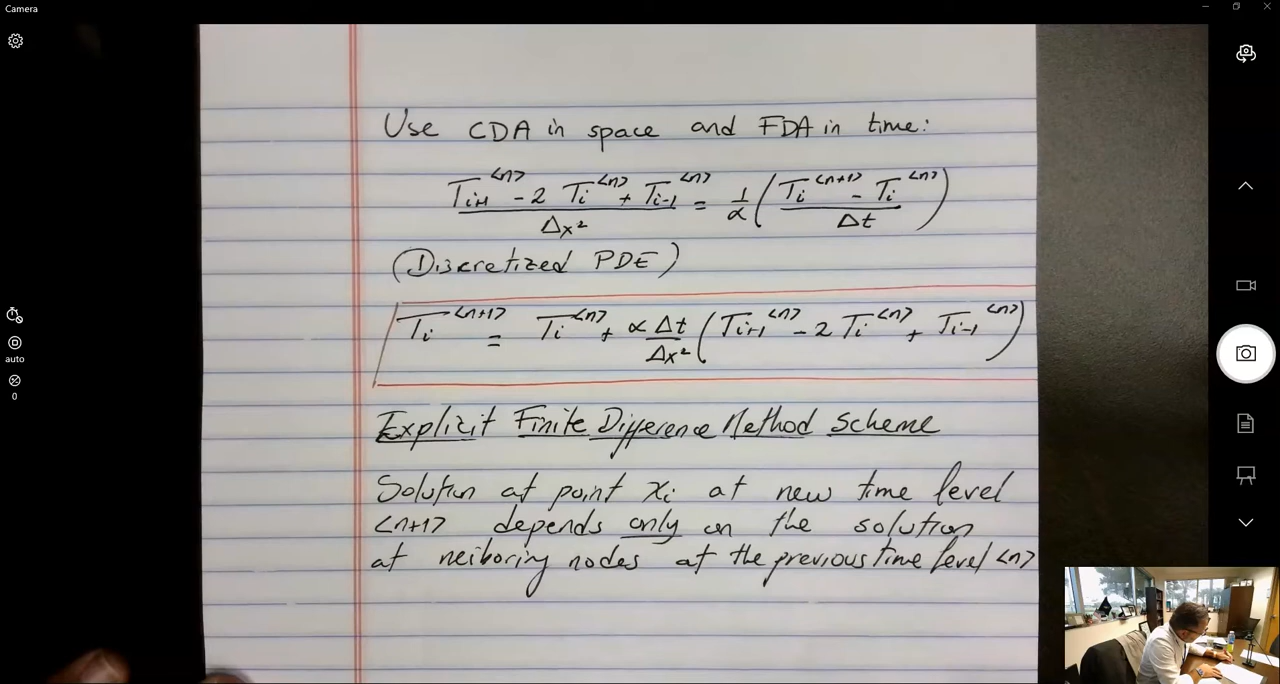 Camera
Use CDA in space and FDA in time:
(T_{i+1}^{<n>} - 2 T_i^{<n>} + T_{i-1}^{<n>}) / Δx² = 1/α ((T_i^{<n+1>} - T_i^{<n>}) / Δt)
(Discretized PDE)
T_i^{<n+1>} = T_i^{<n>} + α Δt / Δx² (T_{i+1}^{<n>} - 2 T_i^{<n>} + T_{i-1}^{<n>})
Explicit Finite Difference Method Scheme
Solution at point xi at new time level
<n+1> depends only on the solution
at neiboring nodes at the previous time level <n>
auto
0